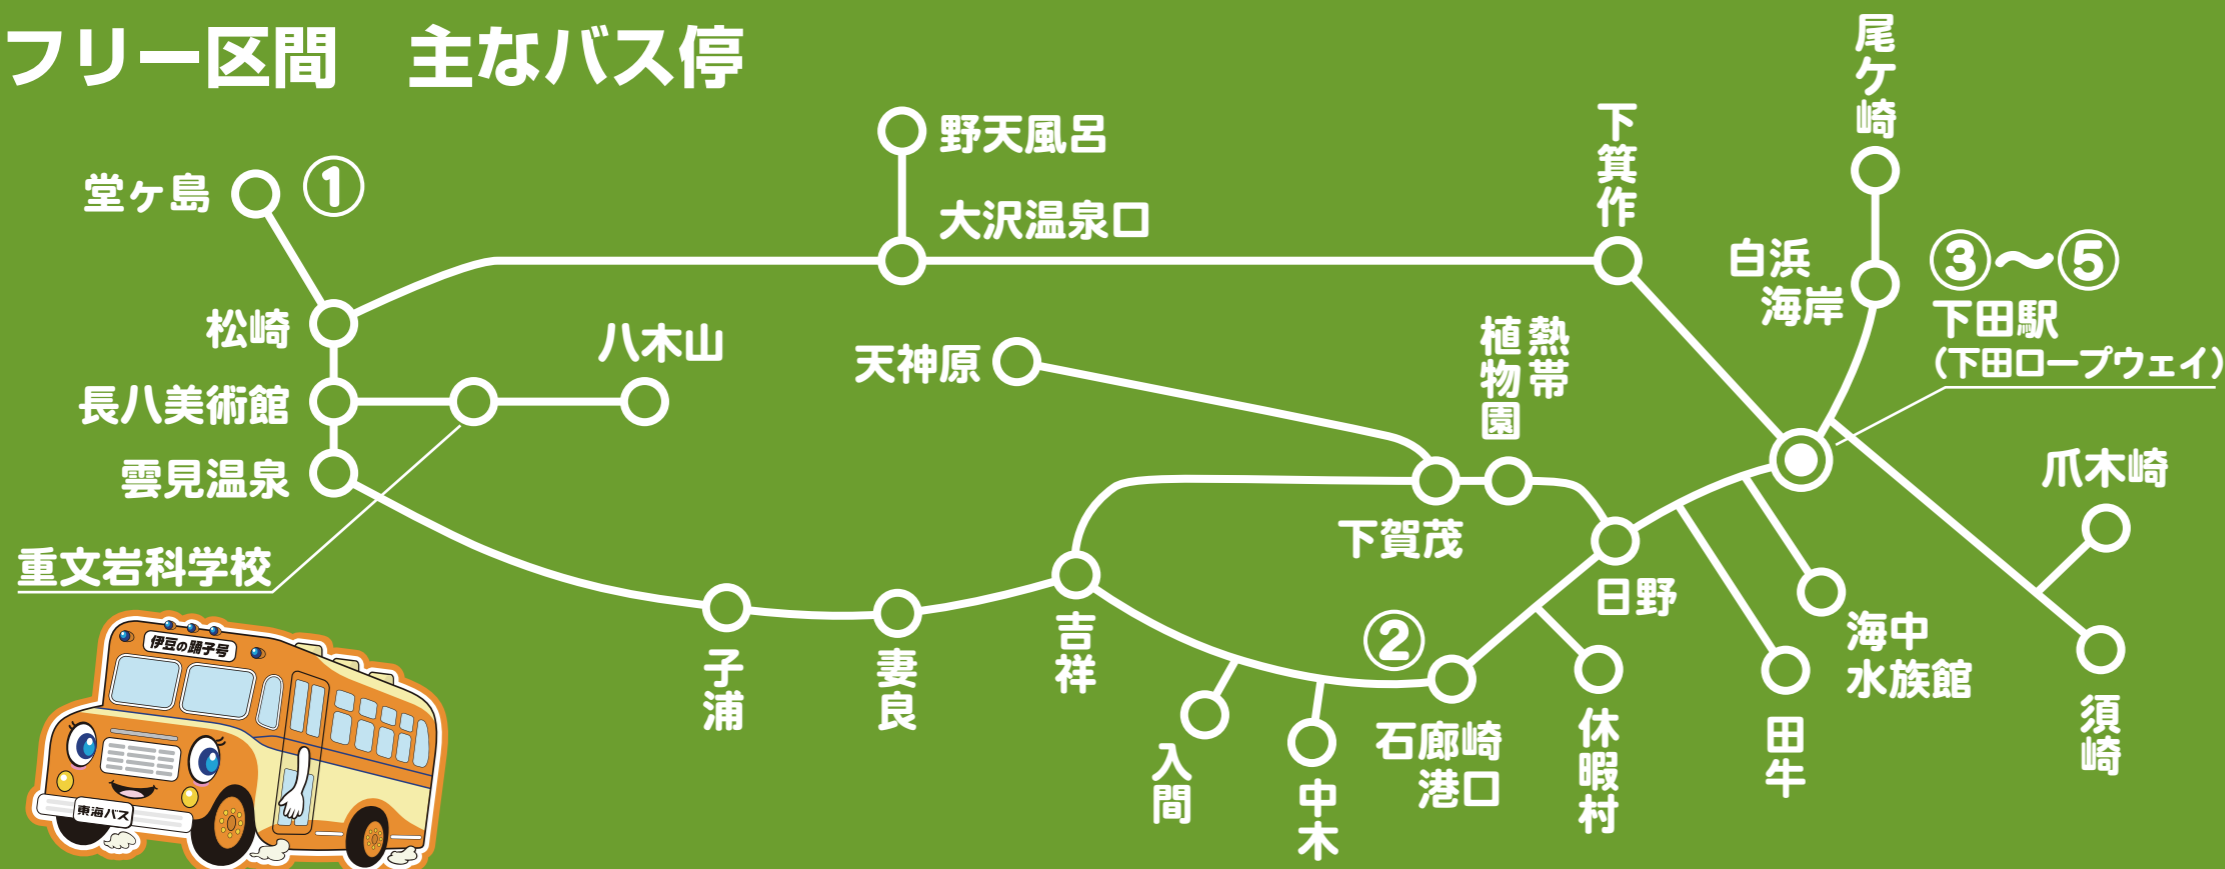 フリー区間　主なバス停
尾ケ崎
野天風呂
下箕作
堂ヶ島
①
大沢温泉口
白浜
海岸
③～⑤
下田駅
（下田ロープウェイ）
松崎
八木山
天神原
熱帯
植物園
長八美術館
雲見温泉
爪木崎
下賀茂
重文岩科学校
日野
吉祥
②
海中
水族館
子浦
妻良
石廊崎
港口
入間
中木
休暇村
田牛
須崎
伊豆の踊子号
東海バス